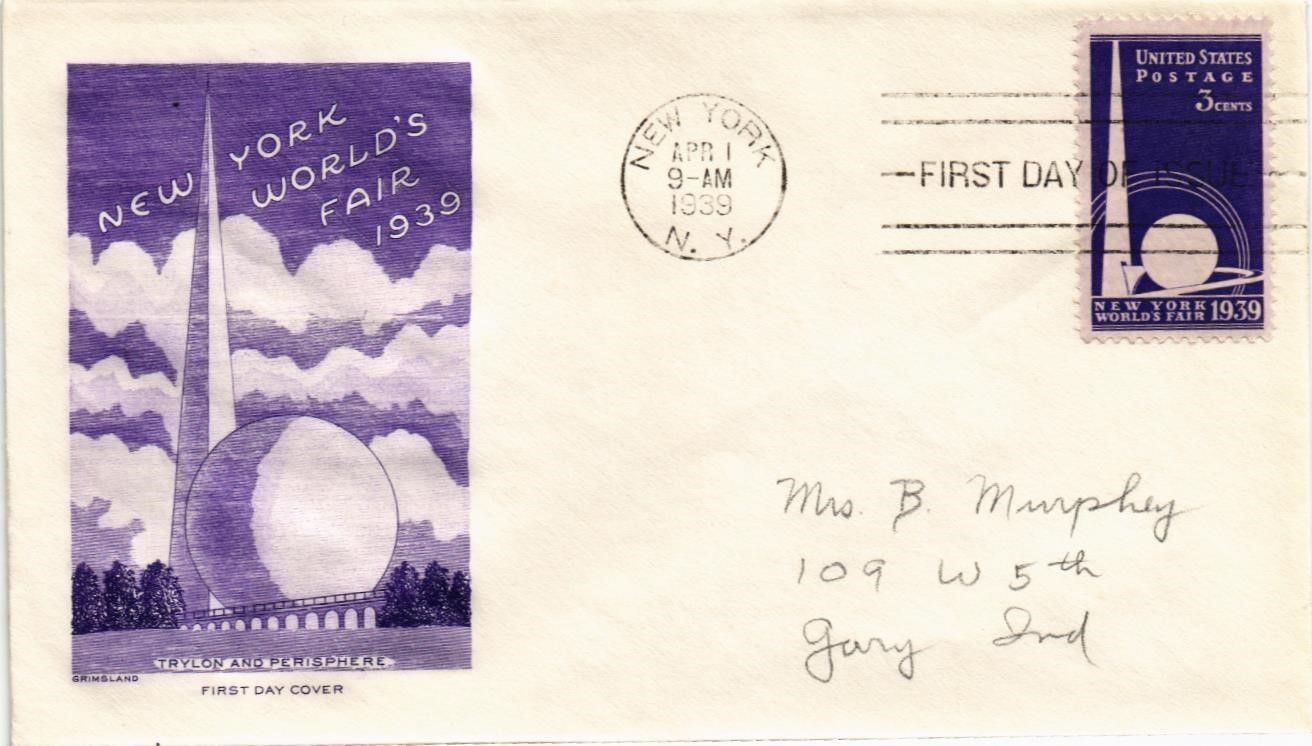 NEW YORK
WORLD'S
FAIR
1939
TRYLON AND PERISPHERE
GRIMSLAND
FIRST DAY COVER
NEW YORK
APR 1
9-AM
1939
N. Y.
FIRST DAY OF ISSUE
UNITED STATES
POSTAGE
3 CENTS
NEW YORK
WORLD'S FAIR 1939
Mrs. B. Murphey
109 W 5th
Gary Ind